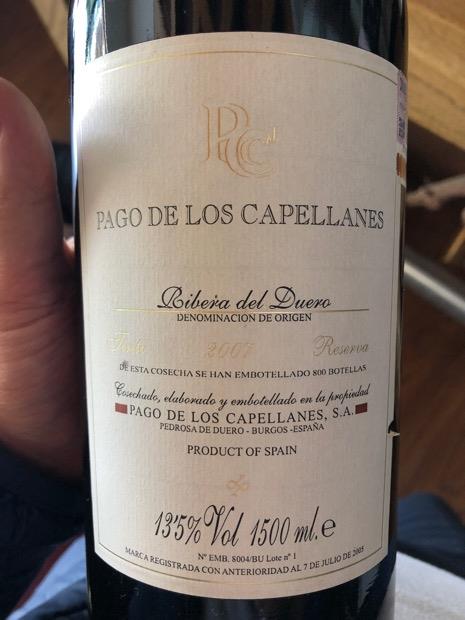 PAGO DE LOS CAPELLANES
Ribera del Duero
DENOMINACION DE ORIGEN
Tinto 2007 Reserva
DE ESTA COSECHA SE HAN EMBOTELLADO 800 BOTELLAS
Cosechado, elaborado y embotellado en la propiedad
PAGO DE LOS CAPELLANES, S.A.
PEDROSA DE DUERO - BURGOS - ESPAÑA
PRODUCT OF SPAIN
13'5% Vol 1500 ml. e
Nº EMB. 8004/BU Lote nº 1
MARCA REGISTRADA CON ANTERIORIDAD AL 7 DE JULIO DE 2005